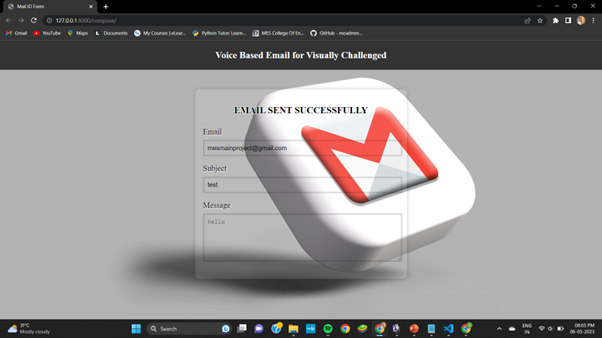 Mail ID Form
127.0.0.1:8000/compose/
Gmail
YouTube
Maps
Documents
My Courses | eLear...
Python Tutor: Learn...
MES College Of En...
GitHub - moadmm...
Voice Based Email for Visually Challenged
EMAIL SENT SUCCESSFULLY
Email
mesmainproject@gmail.com
Subject
test
Message
hello
31°C
Mostly cloudy
Search
ENG
IN
08:05 PM
06-05-2023